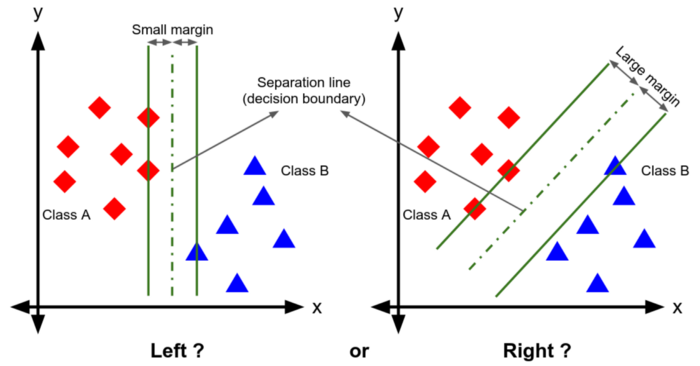 y
Small margin
Separation line
(decision boundary)
Class A
Class B
x
y
Large margin
Class A
Class B
x
Left ?
or
Right ?